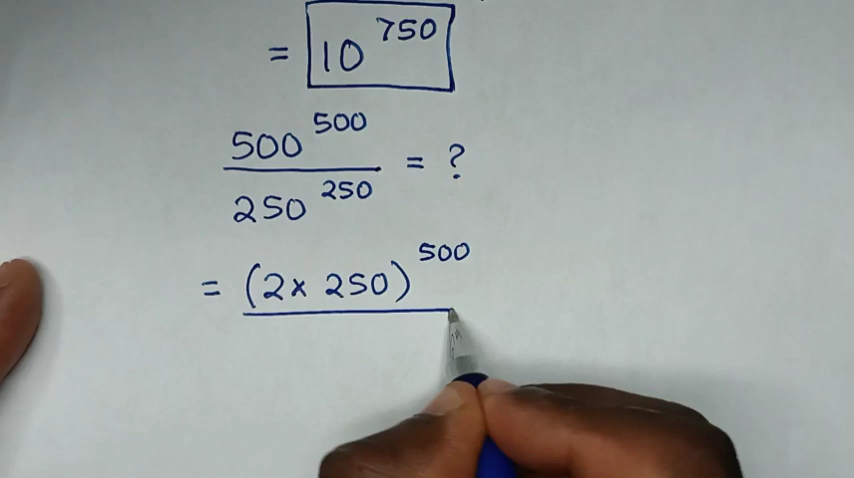 = 10^750
500^500 / 250^250 = ?
= (2 × 250)^500